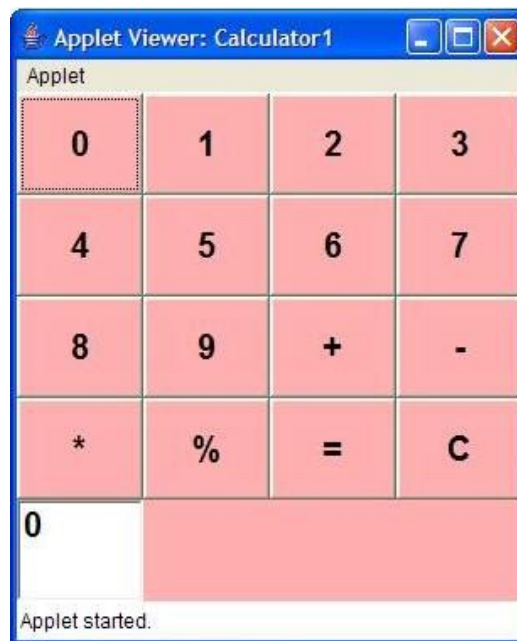 Applet Viewer: Calculator1
Applet
0 1 2 3
4 5 6 7
8 9 + -
* % = C
0
Applet started.